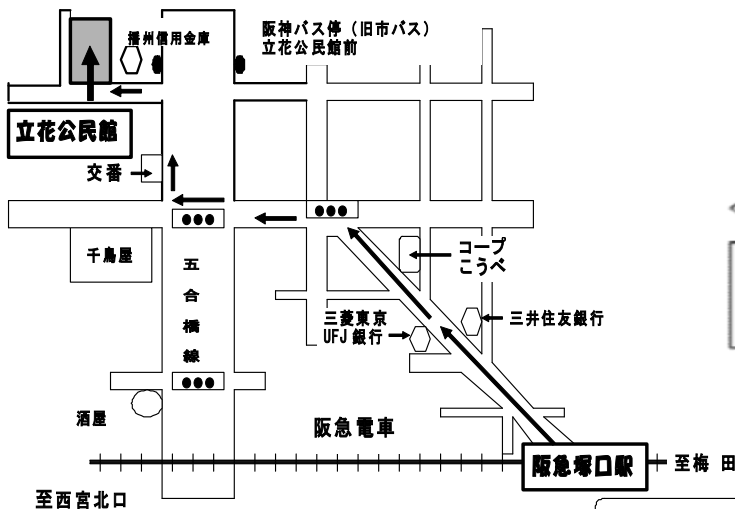 播州信用金庫
阪神バス停（旧市バス）
立花公民館前
立花公民館
交番
千鳥屋
五合橋線
コープ
こうべ
三菱東京
UFJ銀行
三井住友銀行
酒屋
阪急電車
阪急塚口駅
至梅田
至西宮北口